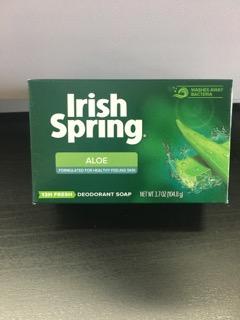 WASHES AWAY
BACTERIA
Irish
Spring®
ALOE
FORMULATED FOR HEALTHY FEELING SKIN
12H FRESH DEODORANT SOAP
NET WT 3.7 OZ (104.8 g)